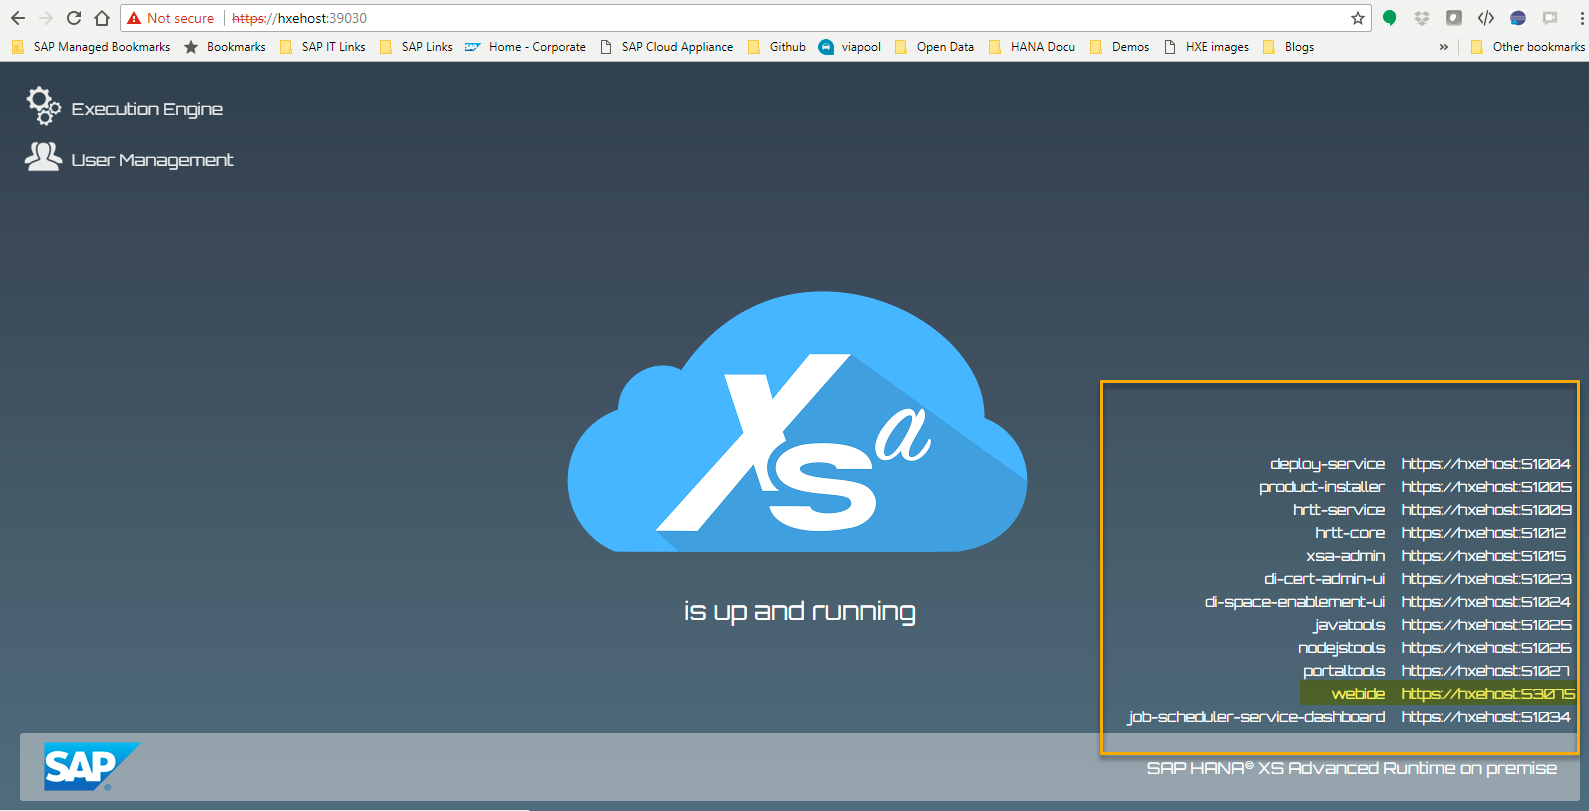 Not secure https://hxehost:39030
SAP Managed Bookmarks Bookmarks SAP IT Links SAP Links Home - Corporate SAP Cloud Appliance Github viapool Open Data HANA Docu Demos HXE images Blogs » Other bookmarks
Execution Engine
User Management
XSa
is up and running
deploy-service https://hxehost:51004
product-installer https://hxehost:51005
hrtt-service https://hxehost:51009
hrtt-core https://hxehost:51012
xsa-admin https://hxehost:51015
di-cert-admin-ui https://hxehost:51023
di-space-enablement-ui https://hxehost:51024
javatools https://hxehost:51025
nodejstools https://hxehost:51026
portaltools https://hxehost:51027
webide https://hxehost:53075
job-scheduler-service-dashboard https://hxehost:51034
SAP®
SAP HANA® XS Advanced Runtime on premise